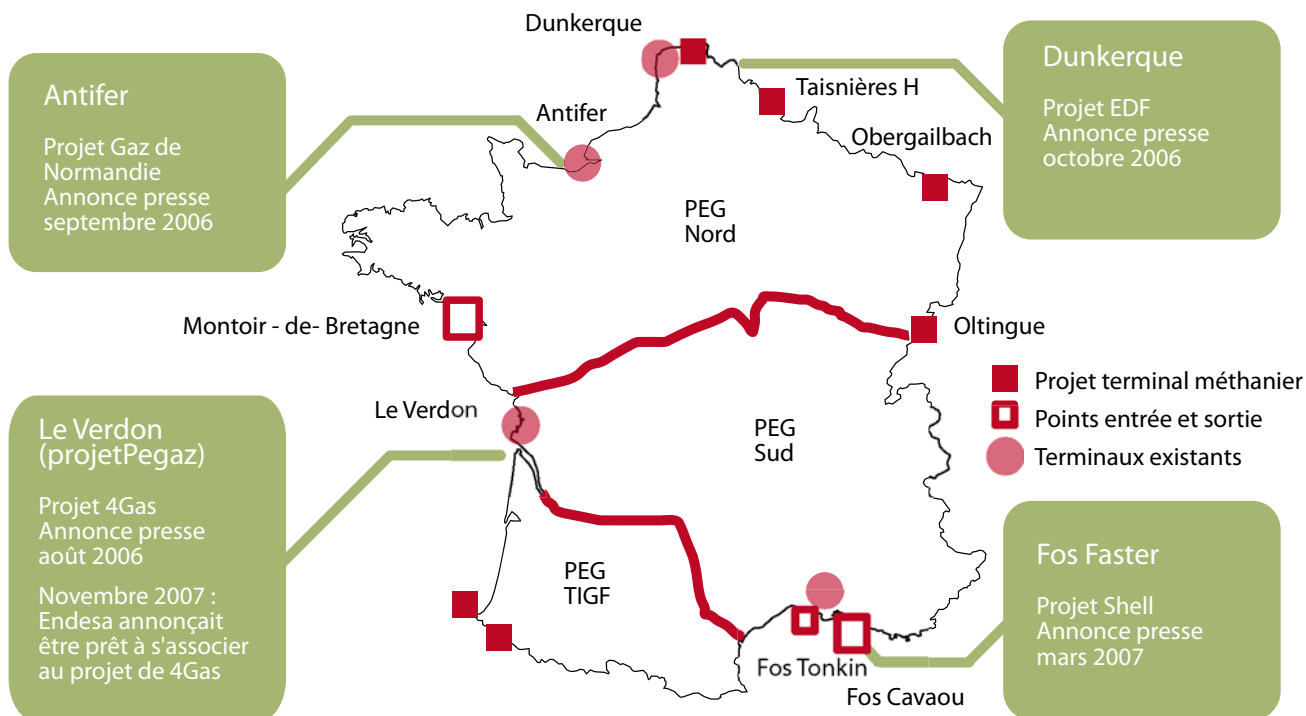 Antifer
Projet Gaz de
Normandie
Annonce presse
septembre 2006
Dunkerque
Antifer
Taisnières H
Obergailbach
Dunkerque
Projet EDF
Annonce presse
octobre 2006
PEG
Nord
Montoir - de- Bretagne
Oltingue
Le Verdon
PEG
Sud
Projet terminal méthanier
Points entrée et sortie
Terminaux existants
Le Verdon
(projetPegaz)
Projet 4Gas
Annonce presse
août 2006
Novembre 2007 :
Endesa annonçait
être prêt à s'associer
au projet de 4Gas
PEG
TIGF
Fos Tonkin
Fos Cavaou
Fos Faster
Projet Shell
Annonce presse
mars 2007